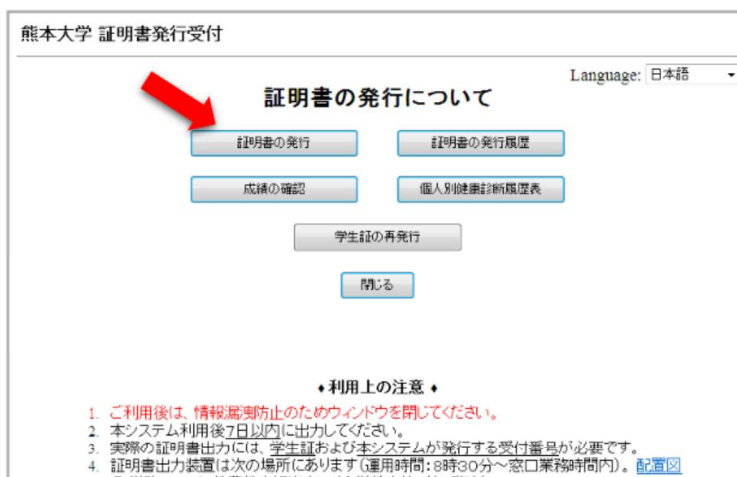 熊本大学 証明書発行受付
Language: 日本語
証明書の発行について
証明書の発行
証明書の発行履歴
成績の確認
個人別健康診断履歴表
学生証の再発行
閉じる
♦利用上の注意♦
1. ご利用後は、情報漏洩防止のためウィンドウを閉じてください。
2. 本システム利用後7日以内に出力してください。
3. 実際の証明書出力には、学生証および本システムが発行する受付番号が必要です。
4. 証明書出力装置は次の場所にあります(運用時間:8時30分～窓口業務時間内)。 配置図